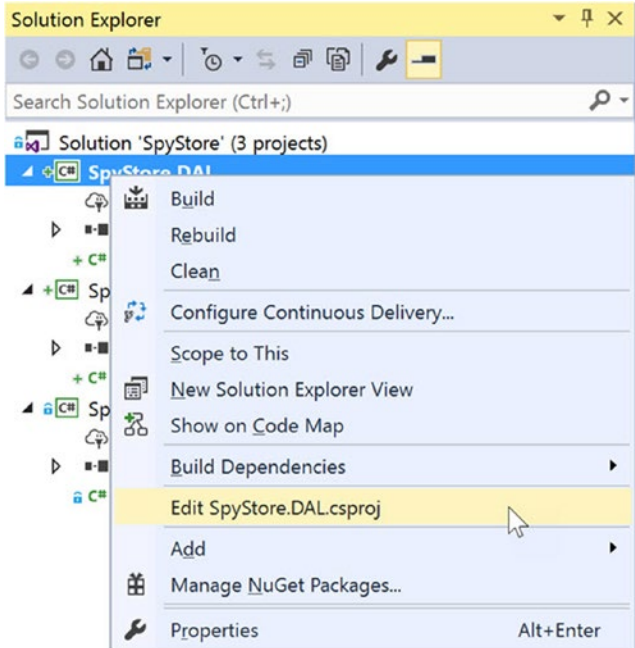 Solution Explorer
Search Solution Explorer (Ctrl+;)
Solution 'SpyStore' (3 projects)
C# SpyStore.DAL
Build
Rebuild
C# Clean
C# Sp
Configure Continuous Delivery...
Scope to This
C# New Solution Explorer View
C# Sp
Show on Code Map
Build Dependencies
C# Edit SpyStore.DAL.csproj
Add
Manage NuGet Packages...
Properties Alt+Enter